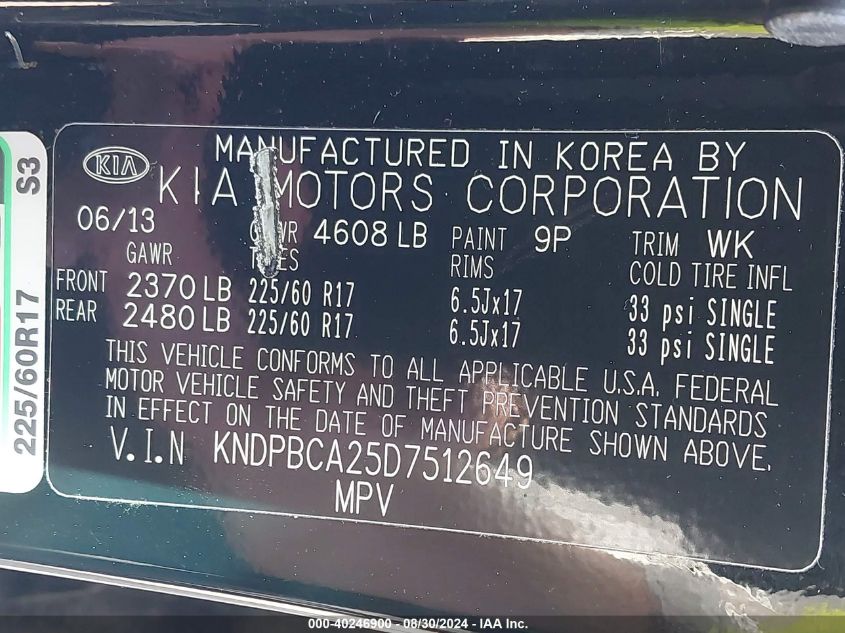 KIA
MANUFACTURED IN KOREA BY
KIA MOTORS CORPORATION
06/13 4608 LB PAINT 9P TRIM WK
GAWR RIMS COLD TIRE INFL
FRONT 2370 LB 225/60 R17 6.5Jx17 33 psi SINGLE
REAR 2480 LB 225/60 R17 6.5Jx17 33 psi SINGLE
THIS VEHICLE CONFORMS TO ALL APPLICABLE U.S.A. FEDERAL
MOTOR VEHICLE SAFETY AND THEFT PREVENTION STANDARDS
IN EFFECT ON THE DATE OF MANUFACTURE SHOWN ABOVE.
V.I.N KNDPBCA25D7512649
MPV
225/60R17 S3
000-40246900 - 08/30/2024 - IAA Inc.